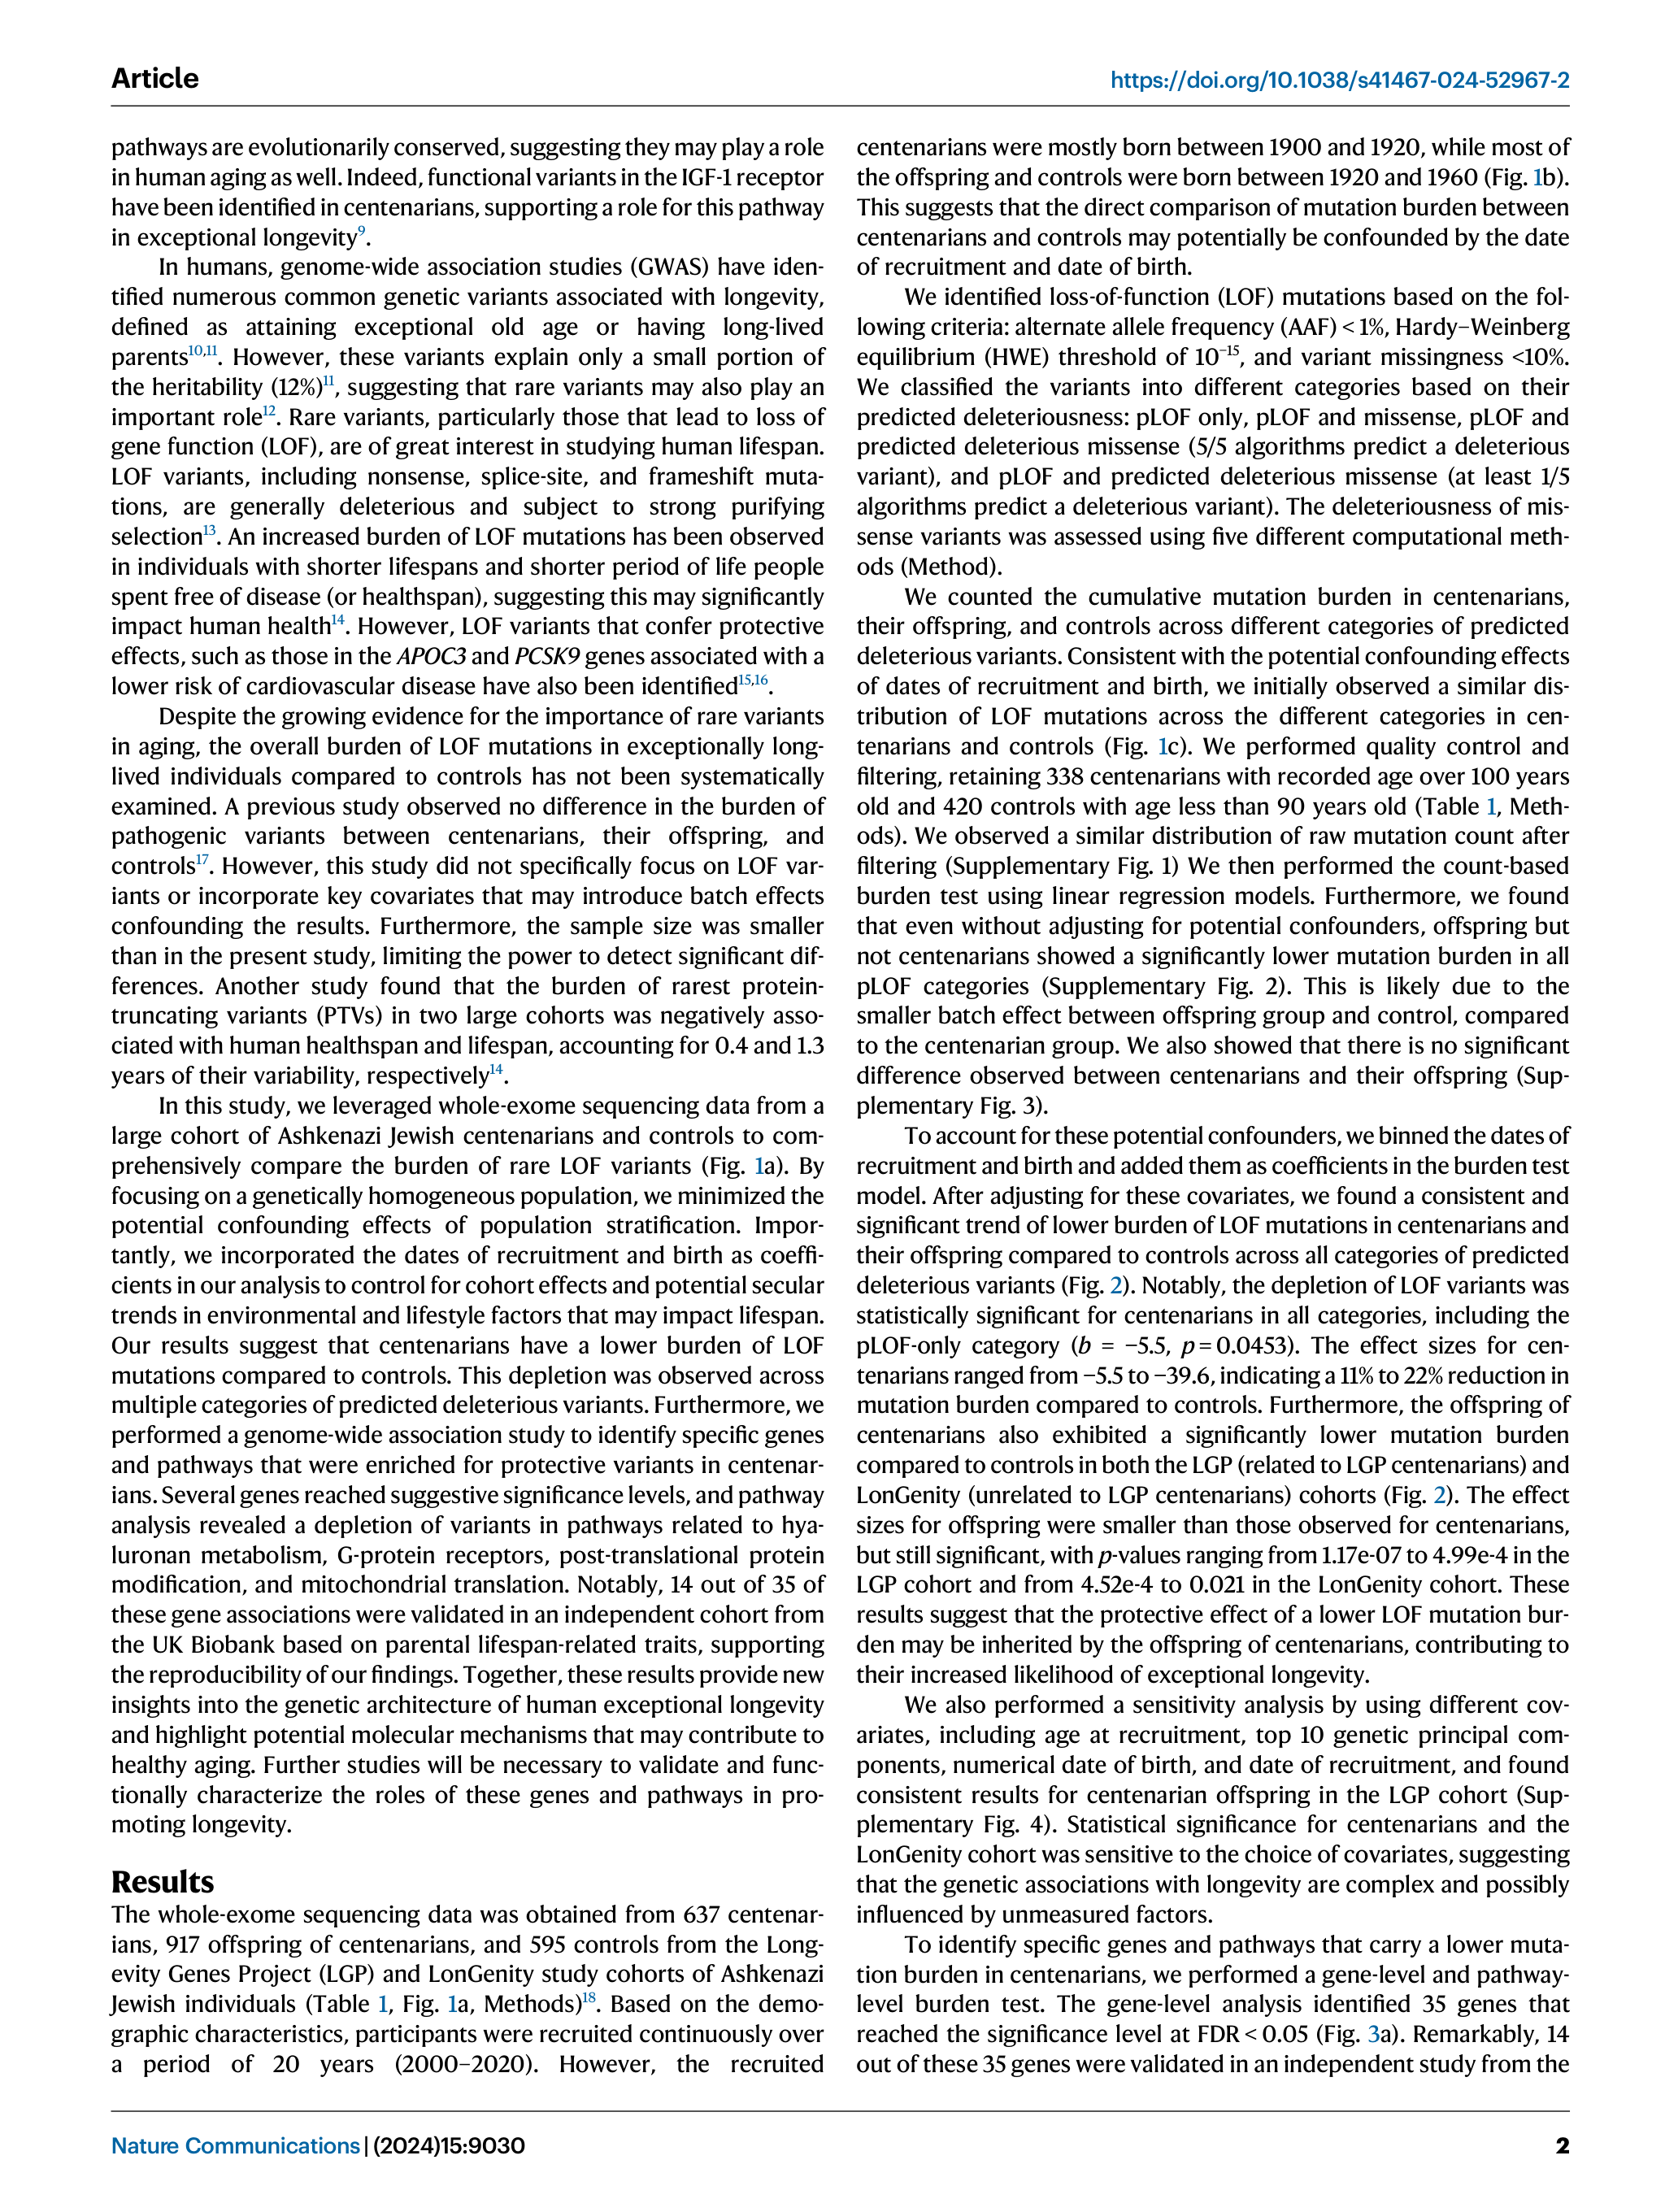 Article
https://doi.org/10.1038/s41467-024-52967-2
pathways are evolutionarily conserved, suggesting they may play a role
in human aging as well. Indeed, functional variants in the IGF-1 receptor
have been identified in centenarians, supporting a role for this pathway
in exceptional longevity9.
In humans, genome-wide association studies (GWAS) have iden-
tified numerous common genetic variants associated with longevity,
defined as attaining exceptional old age or having long-lived
parents10,11. However, these variants explain only a small portion of
the heritability (12%)11, suggesting that rare variants may also play an
important role12. Rare variants, particularly those that lead to loss of
gene function (LOF), are of great interest in studying human lifespan.
LOF variants, including nonsense, splice-site, and frameshift muta-
tions, are generally deleterious and subject to strong purifying
selection13. An increased burden of LOF mutations has been observed
in individuals with shorter lifespans and shorter period of life people
spent free of disease (or healthspan), suggesting this may significantly
impact human health14. However, LOF variants that confer protective
effects, such as those in the APOC3 and PCSK9 genes associated with a
lower risk of cardiovascular disease have also been identified15,16.
Despite the growing evidence for the importance of rare variants
in aging, the overall burden of LOF mutations in exceptionally long-
lived individuals compared to controls has not been systematically
examined. A previous study observed no difference in the burden of
pathogenic variants between centenarians, their offspring, and
controls17. However, this study did not specifically focus on LOF var-
iants or incorporate key covariates that may introduce batch effects
confounding the results. Furthermore, the sample size was smaller
than in the present study, limiting the power to detect significant dif-
ferences. Another study found that the burden of rarest protein-
truncating variants (PTVs) in two large cohorts was negatively asso-
ciated with human healthspan and lifespan, accounting for 0.4 and 1.3
years of their variability, respectively14.
In this study, we leveraged whole-exome sequencing data from a
large cohort of Ashkenazi Jewish centenarians and controls to com-
prehensively compare the burden of rare LOF variants (Fig. 1a). By
focusing on a genetically homogeneous population, we minimized the
potential confounding effects of population stratification. Impor-
tantly, we incorporated the dates of recruitment and birth as coeffi-
cients in our analysis to control for cohort effects and potential secular
trends in environmental and lifestyle factors that may impact lifespan.
Our results suggest that centenarians have a lower burden of LOF
mutations compared to controls. This depletion was observed across
multiple categories of predicted deleterious variants. Furthermore, we
performed a genome-wide association study to identify specific genes
and pathways that were enriched for protective variants in centenar-
ians. Several genes reached suggestive significance levels, and pathway
analysis revealed a depletion of variants in pathways related to hya-
luronan metabolism, G-protein receptors, post-translational protein
modification, and mitochondrial translation. Notably, 14 out of 35 of
these gene associations were validated in an independent cohort from
the UK Biobank based on parental lifespan-related traits, supporting
the reproducibility of our findings. Together, these results provide new
insights into the genetic architecture of human exceptional longevity
and highlight potential molecular mechanisms that may contribute to
healthy aging. Further studies will be necessary to validate and func-
tionally characterize the roles of these genes and pathways in pro-
moting longevity.
Results
The whole-exome sequencing data was obtained from 637 centenar-
ians, 917 offspring of centenarians, and 595 controls from the Long-
evity Genes Project (LGP) and LonGenity study cohorts of Ashkenazi
Jewish individuals (Table 1, Fig. 1a, Methods)18. Based on the demo-
graphic characteristics, participants were recruited continuously over
a period of 20 years (2000–2020). However, the recruited
centenarians were mostly born between 1900 and 1920, while most of
the offspring and controls were born between 1920 and 1960 (Fig. 1b).
This suggests that the direct comparison of mutation burden between
centenarians and controls may potentially be confounded by the date
of recruitment and date of birth.
We identified loss-of-function (LOF) mutations based on the fol-
lowing criteria: alternate allele frequency (AAF) < 1%, Hardy–Weinberg
equilibrium (HWE) threshold of 10−15, and variant missingness <10%.
We classified the variants into different categories based on their
predicted deleteriousness: pLOF only, pLOF and missense, pLOF and
predicted deleterious missense (5/5 algorithms predict a deleterious
variant), and pLOF and predicted deleterious missense (at least 1/5
algorithms predict a deleterious variant). The deleteriousness of mis-
sense variants was assessed using five different computational meth-
ods (Method).
We counted the cumulative mutation burden in centenarians,
their offspring, and controls across different categories of predicted
deleterious variants. Consistent with the potential confounding effects
of dates of recruitment and birth, we initially observed a similar dis-
tribution of LOF mutations across the different categories in cen-
tenarians and controls (Fig. 1c). We performed quality control and
filtering, retaining 338 centenarians with recorded age over 100 years
old and 420 controls with age less than 90 years old (Table 1, Meth-
ods). We observed a similar distribution of raw mutation count after
filtering (Supplementary Fig. 1) We then performed the count-based
burden test using linear regression models. Furthermore, we found
that even without adjusting for potential confounders, offspring but
not centenarians showed a significantly lower mutation burden in all
pLOF categories (Supplementary Fig. 2). This is likely due to the
smaller batch effect between offspring group and control, compared
to the centenarian group. We also showed that there is no significant
difference observed between centenarians and their offspring (Sup-
plementary Fig. 3).
To account for these potential confounders, we binned the dates of
recruitment and birth and added them as coefficients in the burden test
model. After adjusting for these covariates, we found a consistent and
significant trend of lower burden of LOF mutations in centenarians and
their offspring compared to controls across all categories of predicted
deleterious variants (Fig. 2). Notably, the depletion of LOF variants was
statistically significant for centenarians in all categories, including the
pLOF-only category (b = −5.5, p = 0.0453). The effect sizes for cen-
tenarians ranged from −5.5 to −39.6, indicating a 11% to 22% reduction in
mutation burden compared to controls. Furthermore, the offspring of
centenarians also exhibited a significantly lower mutation burden
compared to controls in both the LGP (related to LGP centenarians) and
LonGenity (unrelated to LGP centenarians) cohorts (Fig. 2). The effect
sizes for offspring were smaller than those observed for centenarians,
but still significant, with p-values ranging from 1.17e-07 to 4.99e-4 in the
LGP cohort and from 4.52e-4 to 0.021 in the LonGenity cohort. These
results suggest that the protective effect of a lower LOF mutation bur-
den may be inherited by the offspring of centenarians, contributing to
their increased likelihood of exceptional longevity.
We also performed a sensitivity analysis by using different cov-
ariates, including age at recruitment, top 10 genetic principal com-
ponents, numerical date of birth, and date of recruitment, and found
consistent results for centenarian offspring in the LGP cohort (Sup-
plementary Fig. 4). Statistical significance for centenarians and the
LonGenity cohort was sensitive to the choice of covariates, suggesting
that the genetic associations with longevity are complex and possibly
influenced by unmeasured factors.
To identify specific genes and pathways that carry a lower muta-
tion burden in centenarians, we performed a gene-level and pathway-
level burden test. The gene-level analysis identified 35 genes that
reached the significance level at FDR < 0.05 (Fig. 3a). Remarkably, 14
out of these 35 genes were validated in an independent study from the
Nature Communications | (2024)15:9030
2